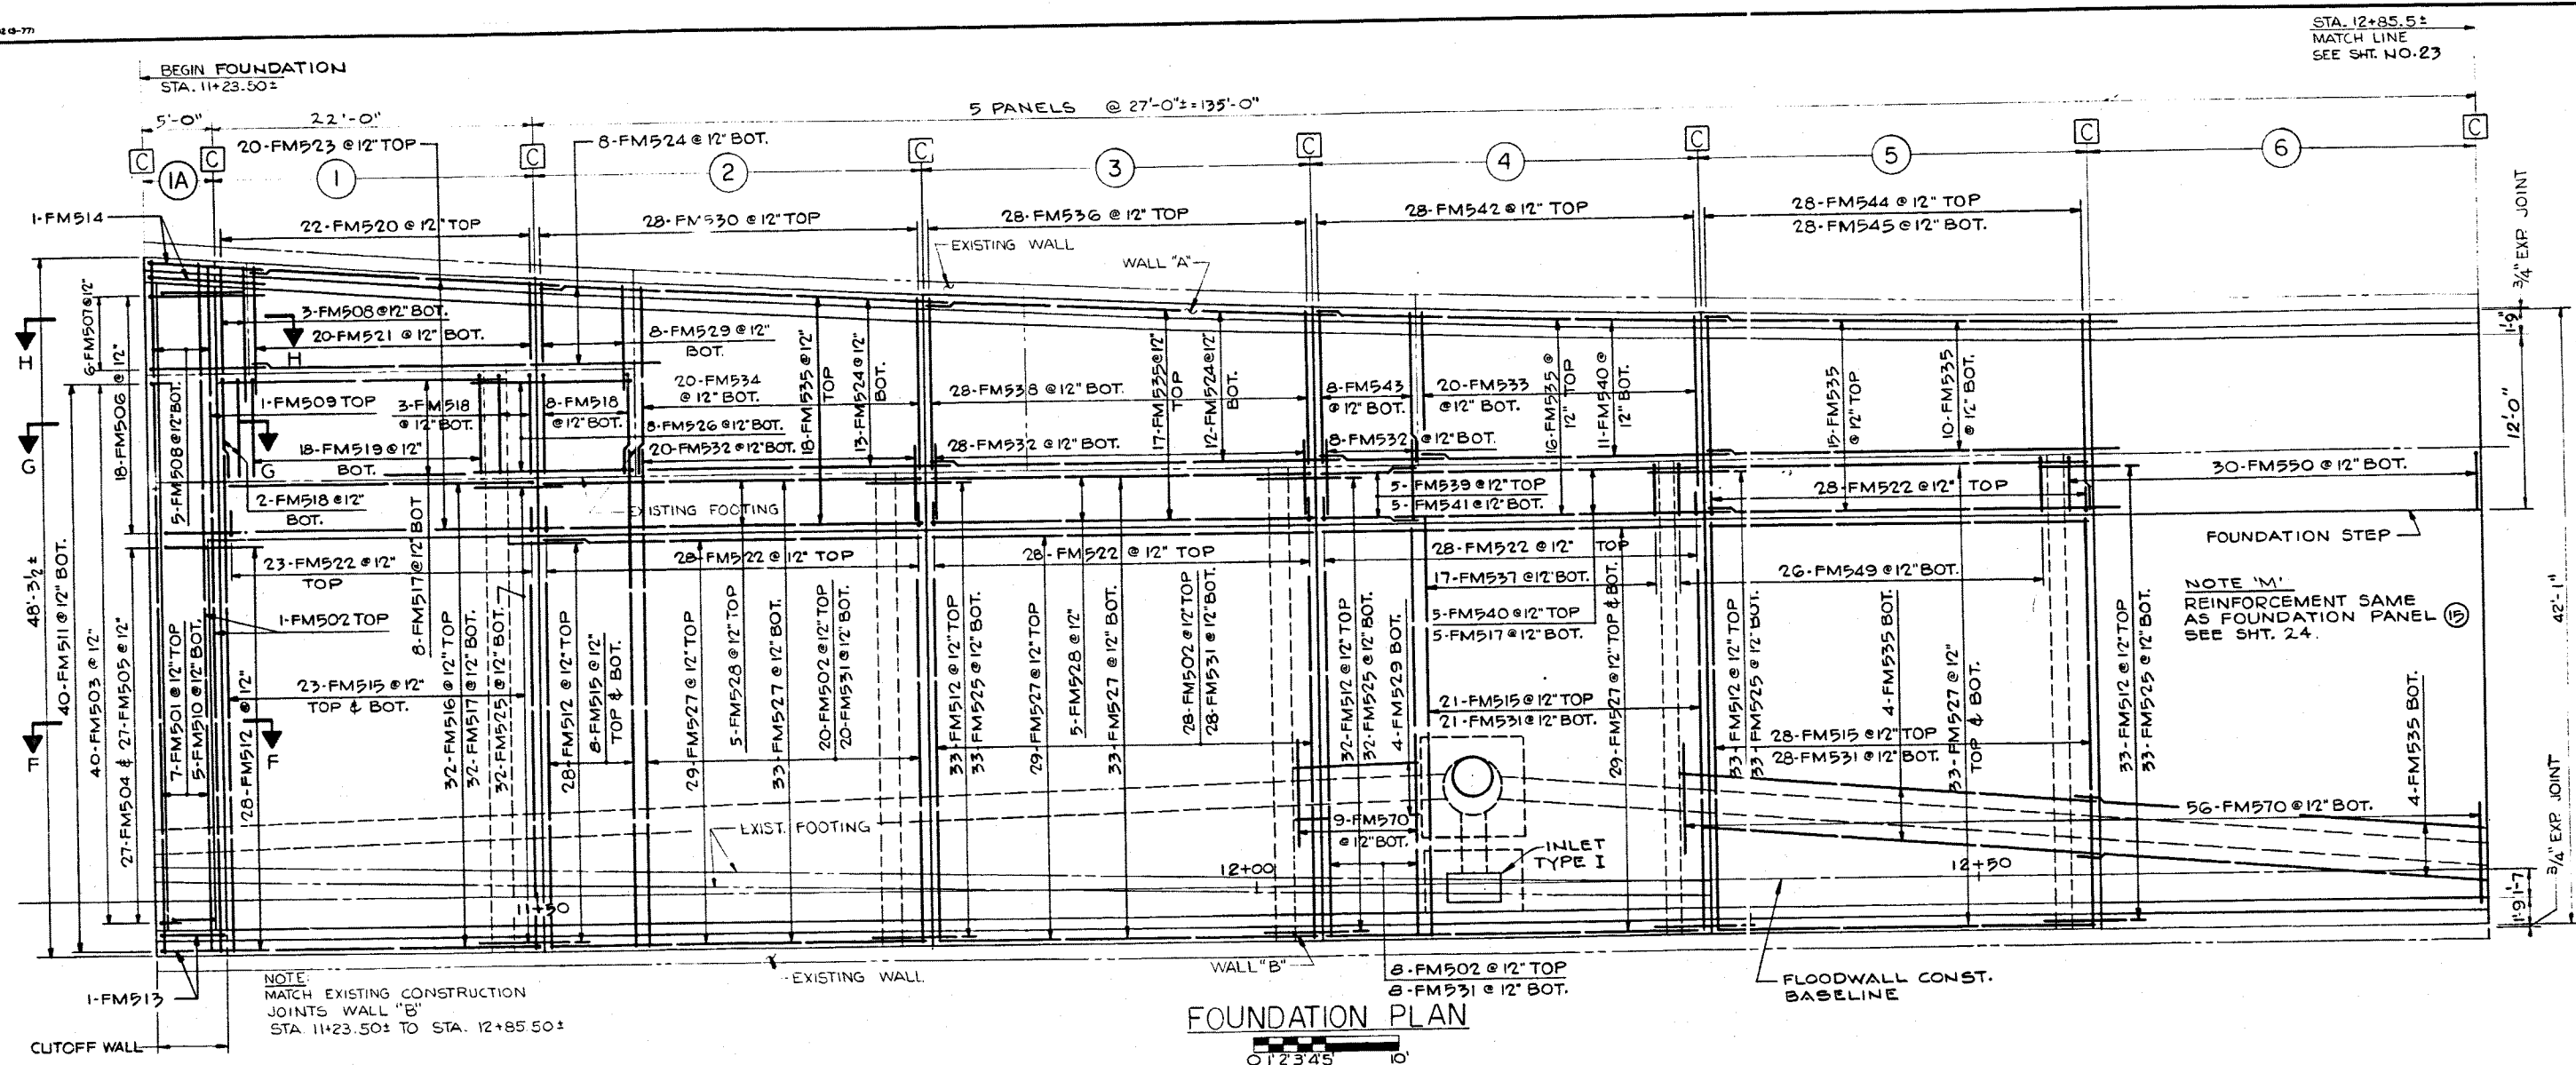 BEGIN FOUNDATION
STA. 11+23.50±
STA. 12+85.5±
MATCH LINE
SEE SHT. NO.23
5 PANELS @ 27'-0"±=135'-0"
5'-0"
22'-0"
20-FM523 @ 12" TOP
8-FM524 @ 12" BOT.
C
C
C
C
C
C
C
C
1A
1
2
3
4
5
6
1-FM514
22-FM520 @ 12" TOP
28-FM530 @ 12" TOP
28-FM536 @ 12" TOP
28-FM542 @ 12" TOP
28-FM544 @ 12" TOP
28-FM545 @ 12" BOT.
3/4" EXP. JOINT
EXISTING WALL
WALL "A"
6-FM507@12"
3-FM508@12" BOT.
20-FM521 @ 12" BOT.
8-FM529 @ 12"
BOT.
H
H
1'-9"
18-FM506 @ 12"
5-FM508@12"BOT.
1-FM509 TOP
3-FM518
@ 12" BOT.
8-FM518
@12" BOT.
20-FM534
@ 12" BOT.
8-FM526 @12" BOT.
20-FM532 @12" BOT.
18-FM535@12"
TOP
13-FM524@12"
BOT.
28-FM538 @12" BOT.
28-FM532 @12" BOT.
17-FM535@12"
TOP
12-FM524@12"
BOT.
8-FM543
@ 12" BOT.
20-FM533
@12" BOT.
8-FM532 @12" BOT.
16-FM535 @
12" TOP
11-FM540 @
12" BOT.
15-FM535
@ 12" TOP
10-FM535
@ 12" BOT.
12'-0"
G
G
18-FM519@12"
BOT.
2-FM518@12"
BOT.
EXISTING FOOTING
5-FM539@12"TOP
5-FM541@12"BOT.
28-FM522 @ 12" TOP
30-FM550 @ 12" BOT.
FOUNDATION STEP
48'-3½±
40-FM511 @ 12" BOT.
40-FM503 @ 12"
27-FM504 & 27-FM505 @ 12"
7-FM501 @ 12" TOP
5-FM510 @ 12" BOT.
23-FM522 @ 12"
TOP
1-FM502 TOP
28-FM512 @ 12"
8-FM517@12" BOT
28-FM522 @ 12" TOP
28-FM522 @ 12" TOP
28-FM522 @ 12" TOP
17-FM537@12"BOT.
26-FM549 @12"BOT.
NOTE 'M'
REINFORCEMENT SAME
AS FOUNDATION PANEL 15
SEE SHT. 24.
5-FM540@12"TOP
5-FM517@12"BOT.
23-FM515@12"
TOP & BOT.
32-FM516@12" TOP
32-FM517@12" BOT.
32-FM525 @12" BOT.
28-FM512 @ 12" TOP
8-FM515 @ 12"
TOP & BOT.
29-FM527@12" TOP
5-FM528@12" TOP
33-FM527 @12" BOT.
20-FM502@12"TOP
20-FM531@12"BOT.
33-FM512@12" TOP
33-FM525@12" BOT.
29-FM527@12" TOP
5-FM528@12"
33-FM527 @12" BOT.
28-FM502@12"TOP
28-FM531@12"BOT.
32-FM512@12"TOP
32-FM525@12" BOT.
4-FM529 BOT.
21-FM515@12"TOP
21-FM531@12"BOT.
29-FM527@12"TOP & BOT.
33-FM512@12"TOP
33-FM525@12"BOT.
4-FM535 BOT.
33-FM527@12"
TOP & BOT.
28-FM515 @12" TOP
28-FM531@12"BOT.
33-FM512@12"TOP
33-FM525@12"BOT.
4-FM535 BOT.
42'-1"
F
F
EXIST. FOOTING
9-FM570
@12"BOT.
INLET
TYPE I
56-FM570 @12" BOT.
3/4" EXP. JOINT
11+50
12+00
12+50
1'-7
1'-9
1-FM513
EXISTING WALL
WALL "B"
8-FM502 @ 12" TOP
8-FM531 @ 12" BOT.
FLOODWALL CONST.
BASELINE
NOTE:
MATCH EXISTING CONSTRUCTION
JOINTS WALL "B"
STA. 11+23.50± TO STA. 12+85.50±
CUTOFF WALL
FOUNDATION PLAN
0 1' 2' 3' 4' 5' 10'